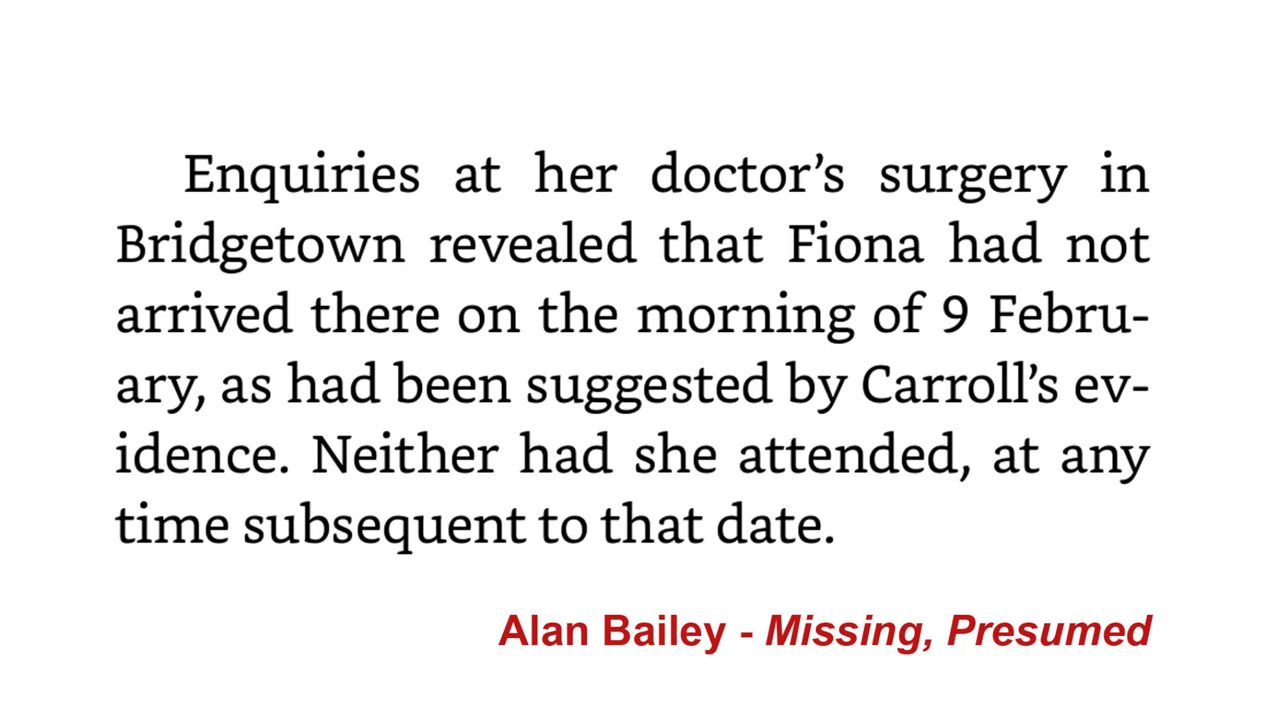 Enquiries at her doctor’s surgery in
Bridgetown revealed that Fiona had not
arrived there on the morning of 9 Febru-
ary, as had been suggested by Carroll’s ev-
idence. Neither had she attended, at any
time subsequent to that date.
Alan Bailey - Missing, Presumed